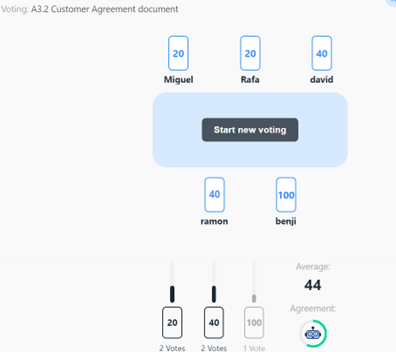 Voting: A3.2 Customer Agreement document
20 20 40
Miguel Rafa david
Start new voting
40 100
ramon benji
Average:
44
Agreement:
20 40 100
2 Votes 2 Votes 1 Vote